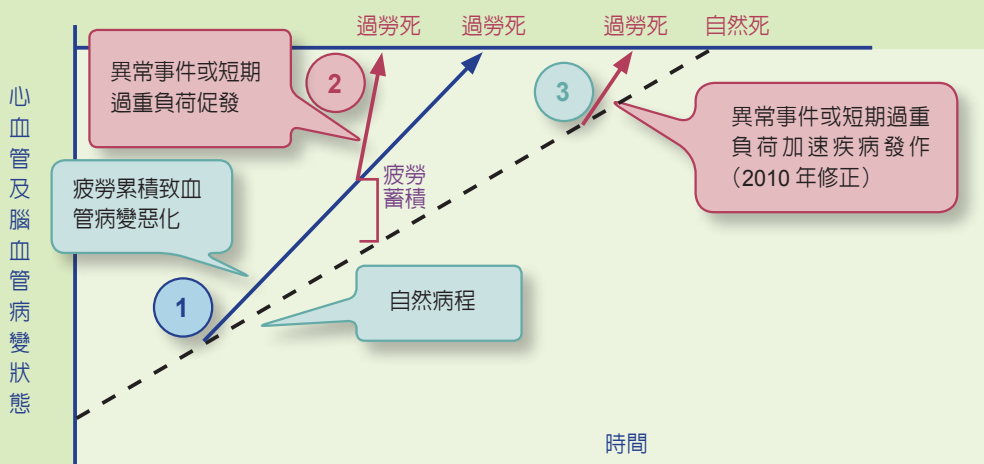 過勞死 過勞死 過勞死 自然死
心血管及腦血管病變狀態
異常事件或短期
過重負荷促發
2
3
異常事件或短期過重
負荷加速疾病發作
(2010 年修正)
疲勞累積致血
管病變惡化
疲勞
蓄積
1
自然病程
時間